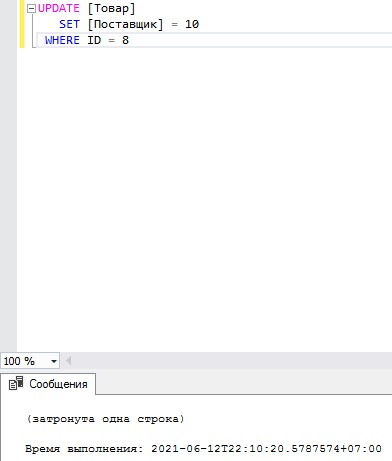 UPDATE [Товар]
SET [Поставщик] = 10
WHERE ID = 8
100 %
Сообщения
(затронута одна строка)
Время выполнения: 2021-06-12T22:10:20.5787574+07:00